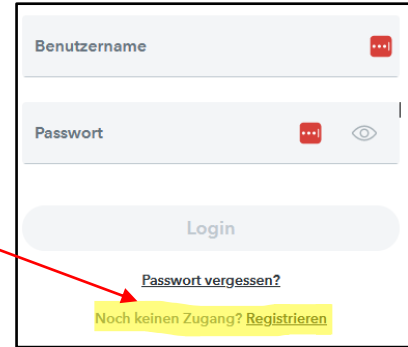 Benutzername
Passwort
Login
Passwort vergessen?
Noch keinen Zugang? Registrieren